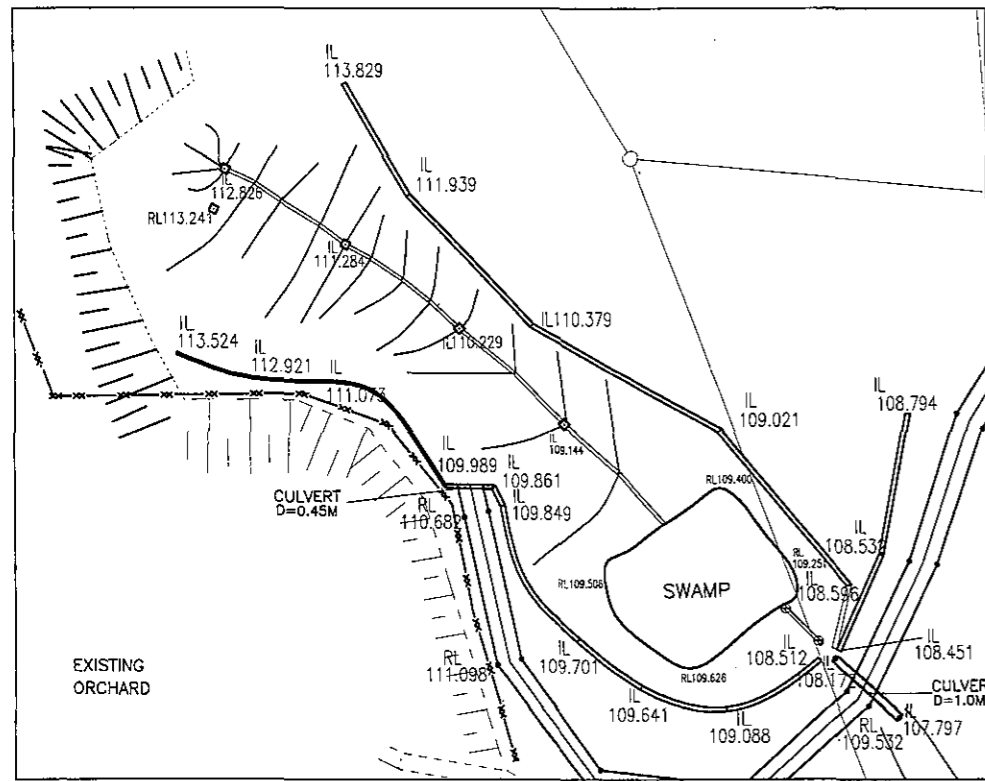 IL
113.829
IL
111.939
IL
112.826
RL113.241
IL
111.284
IL110.379
IL110.229
IL
113.524
IL
112.921
IL
111.073
IL
109.021
IL
108.794
IL
109.144
IL
109.989
IL
109.861
IL
109.849
CULVERT
D=0.45M
RL
110.682
RL109.400
IL
108.532
RL
109.251
IL
108.596
RL109.508
SWAMP
IL
108.512
IL
108.451
IL
IL
109.701
RL
111.098
RL109.626
EXISTING
ORCHARD
IL
109.641
IL
109.088
CULVERT
D=1.0M
IL
107.797
RL
109.532